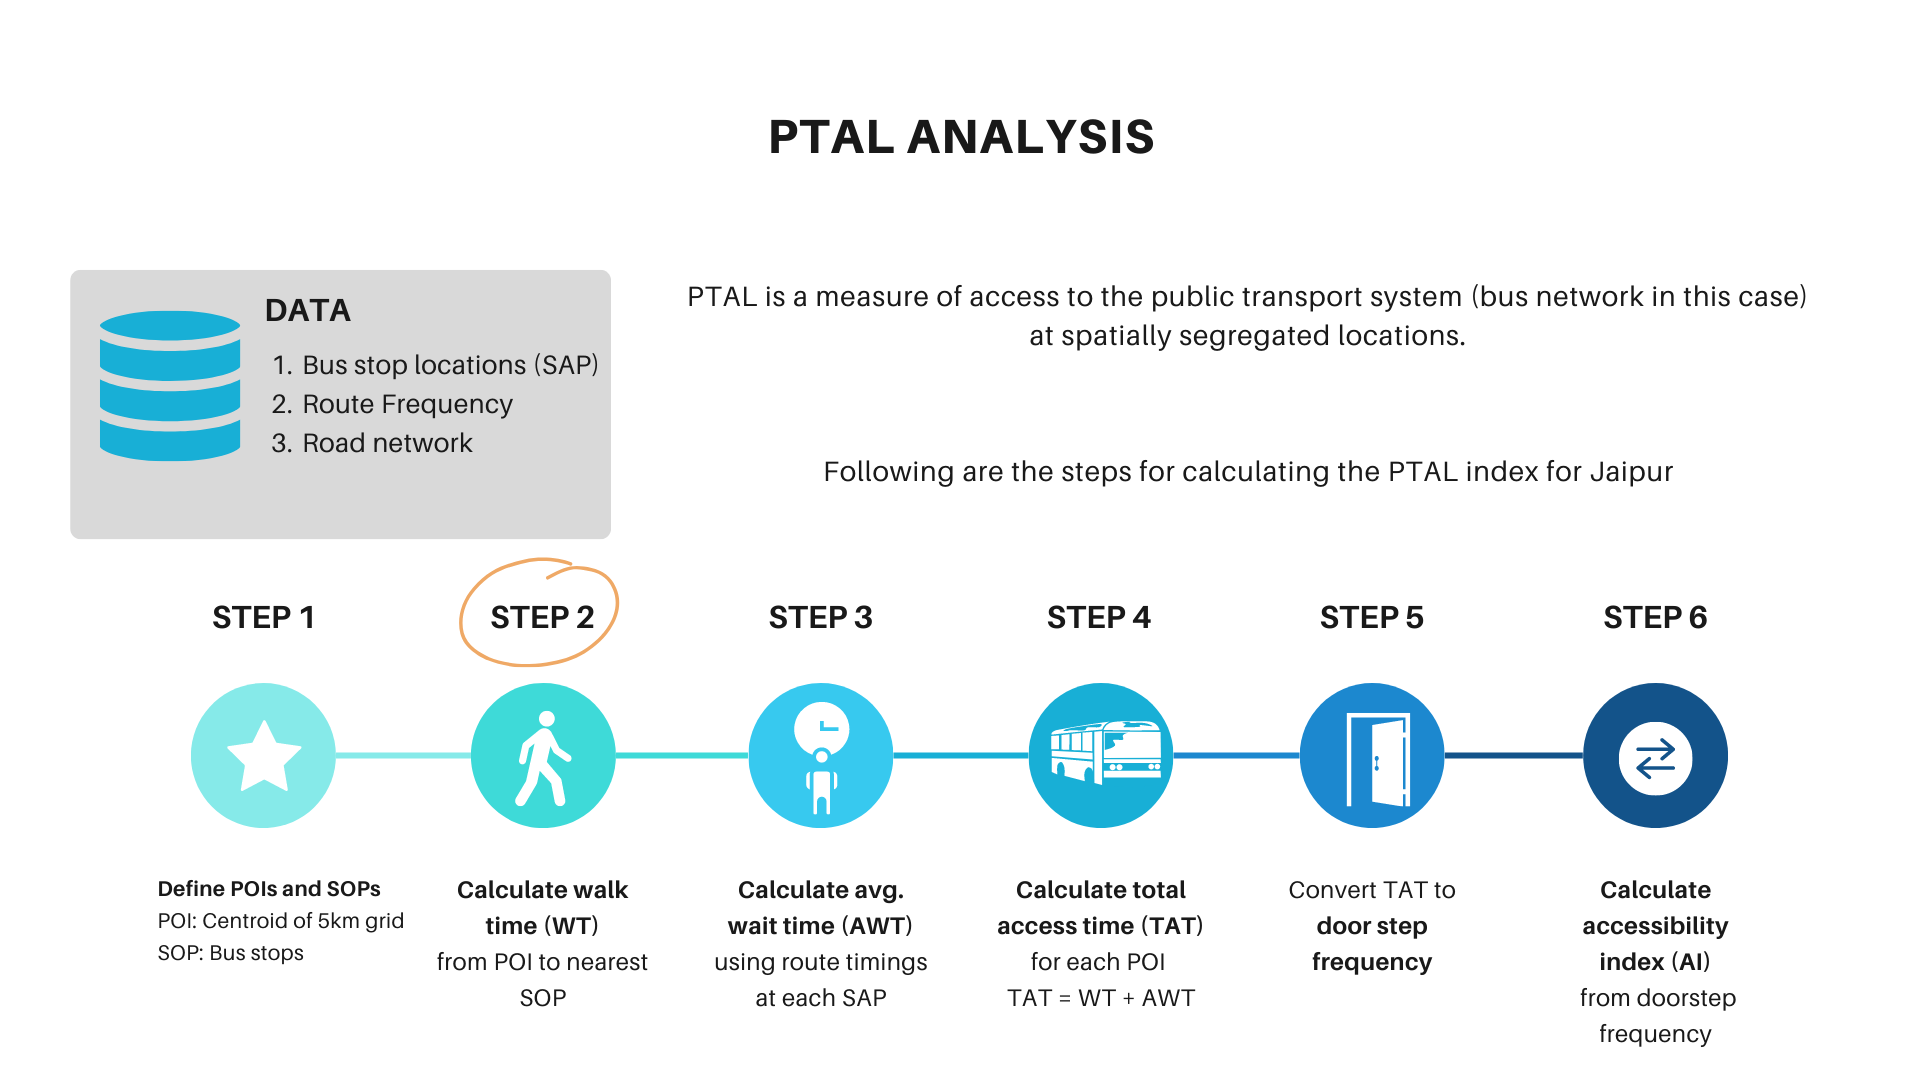 PTAL ANALYSIS
DATA
1. Bus stop locations (SAP)
2. Route Frequency
3. Road network
PTAL is a measure of access to the public transport system (bus network in this case)
at spatially segregated locations.
Following are the steps for calculating the PTAL index for Jaipur
STEP 1
Define POIs and SOPs
POI: Centroid of 5km grid
SOP: Bus stops
STEP 2
Calculate walk
time (WT)
from POI to nearest
SOP
STEP 3
Calculate avg.
wait time (AWT)
using route timings
at each SAP
STEP 4
Calculate total
access time (TAT)
for each POI
TAT = WT + AWT
STEP 5
Convert TAT to
door step
frequency
STEP 6
Calculate
accessibility
index (AI)
from doorstep
frequency